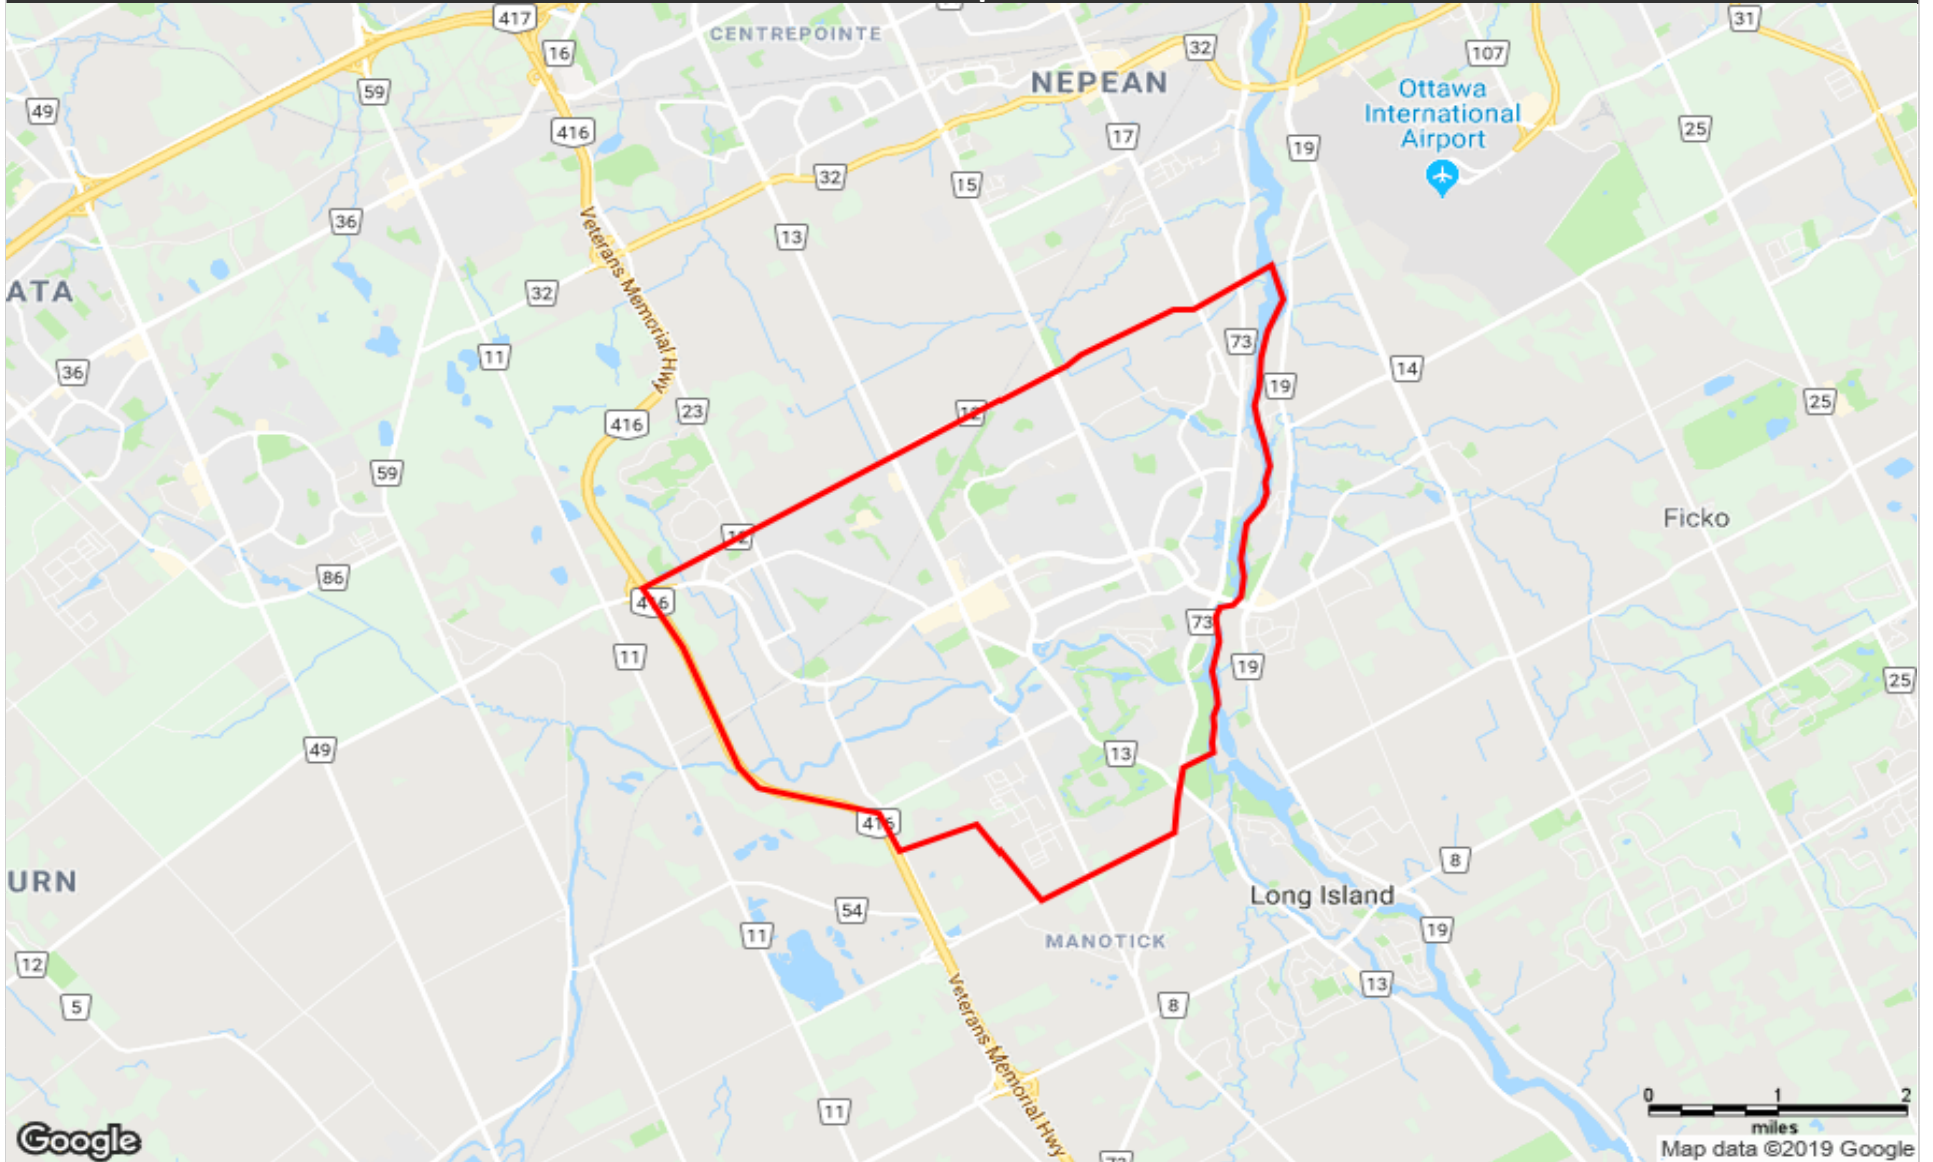 417
31
CENTREPOINTE
16
32
107
NEPEAN
59
Ottawa
International
Airport
49
416
17
25
19
32
15
36
13
Veterans Memorial Hwy
ATA
32
73
11
14
36
19
25
23
12
416
59
Ficko
12
86
416
73
11
19
25
49
13
416
8
URN
Long Island
54
19
11
MANOTICK
12
13
5
8
Veterans Memorial Hwy
0 1 2
miles
11
Google
Map data ©2019 Google